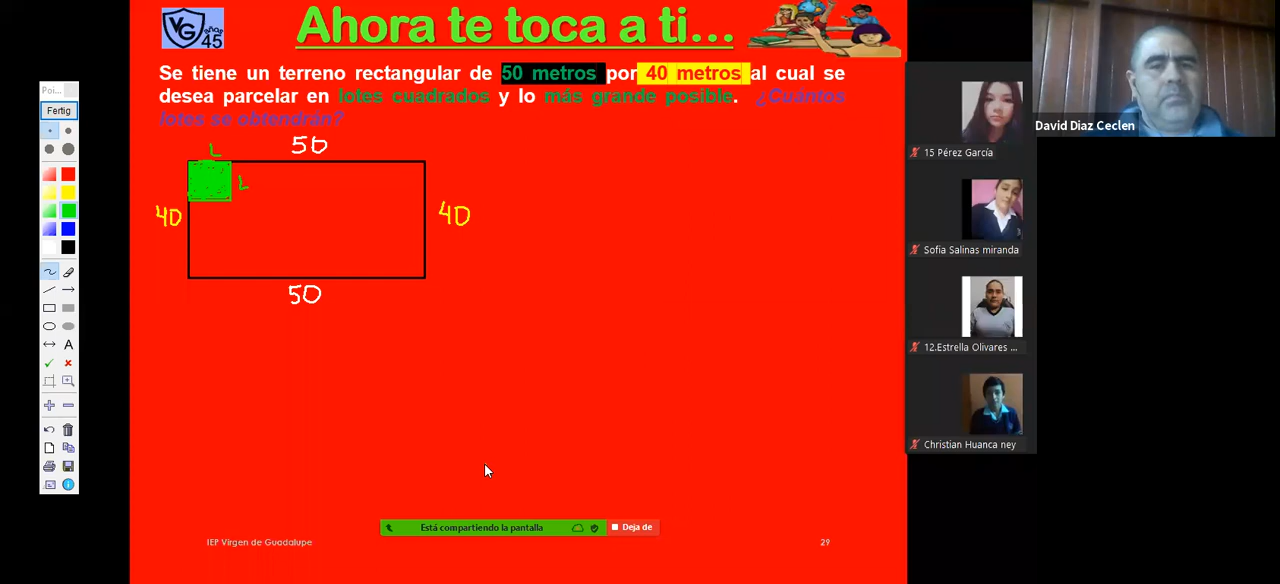 VG
años
45
Ahora te toca a ti...
Se tiene un terreno rectangular de 50 metros por 40 metros al cual se
desea parcelar en lotes cuadrados y lo más grande posible. ¿Cuántos
lotes se obtendrán?
50
L
L
40
40
50
Poi...
Fertig
A
15 Pérez García
Sofia Salinas miranda
12.Estrella Olivares ...
Christian Huanca ney
David Diaz Ceclen
Está compartiendo la pantalla
Deja de
IEP Virgen de Guadalupe
29